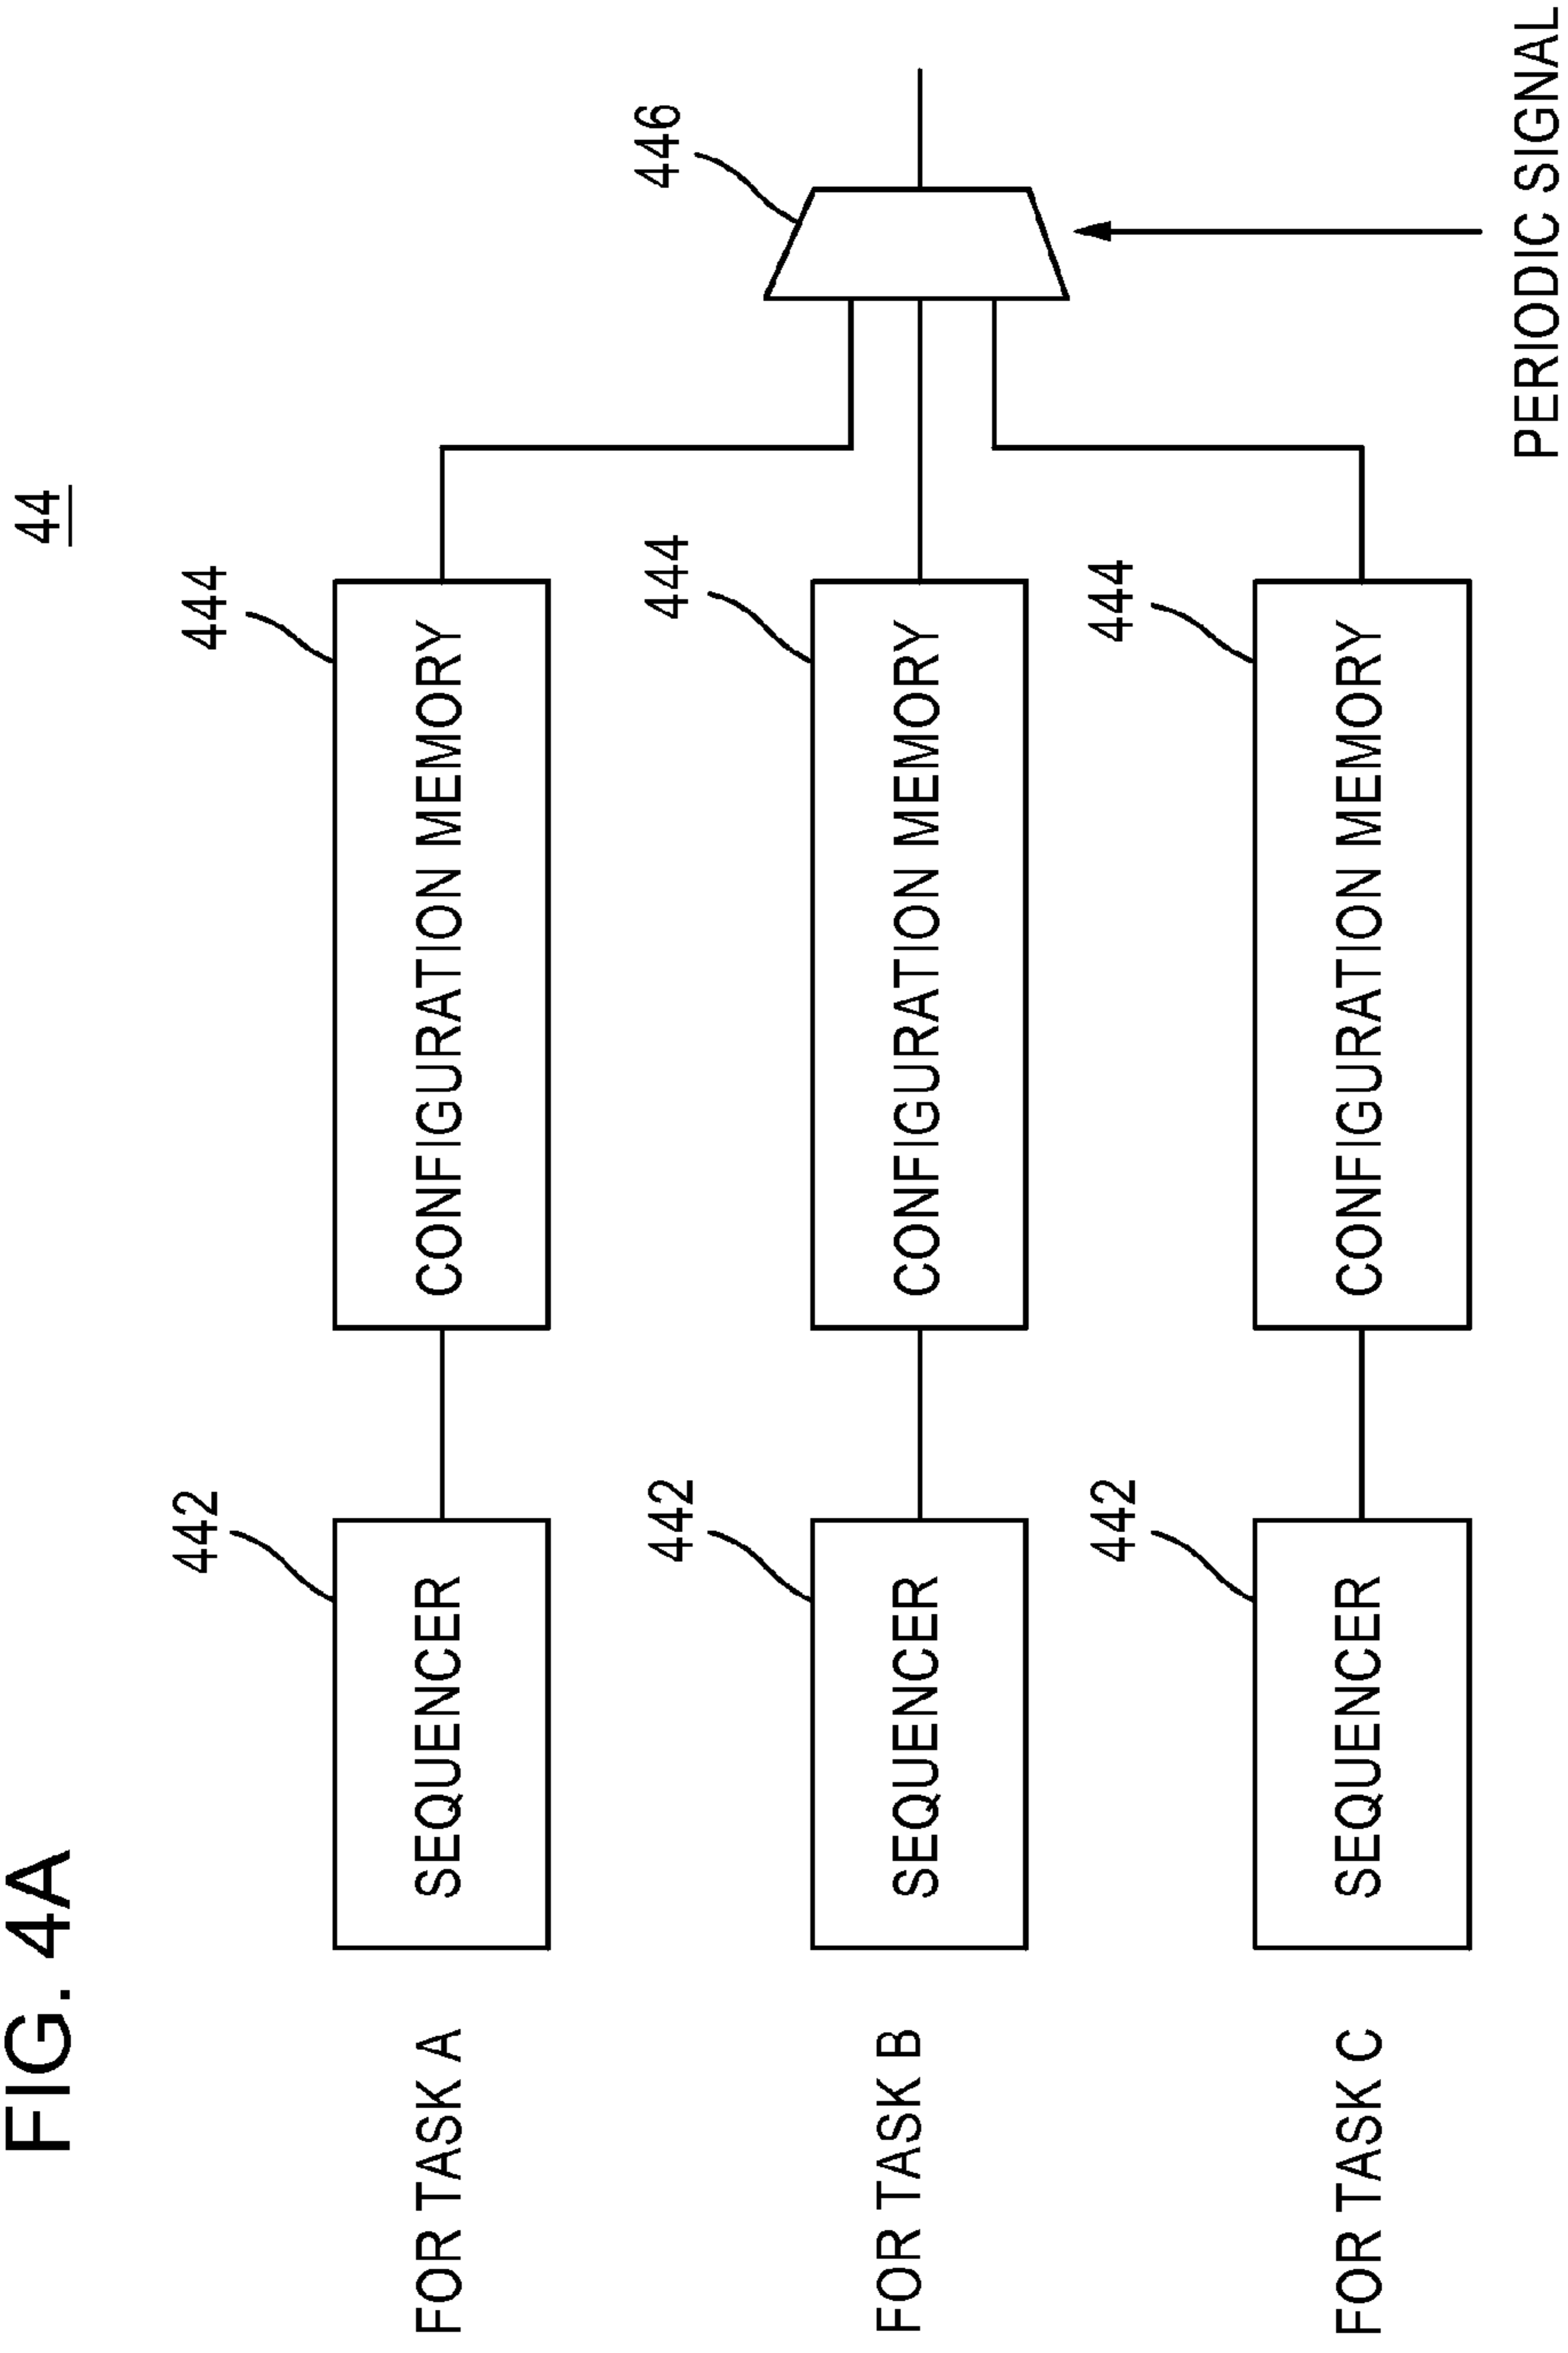 FIG. 4A
44
FOR TASK A
442
SEQUENCER
444
CONFIGURATION MEMORY
446
FOR TASK B
442
SEQUENCER
444
CONFIGURATION MEMORY
FOR TASK C
442
SEQUENCER
444
CONFIGURATION MEMORY
PERIODIC SIGNAL